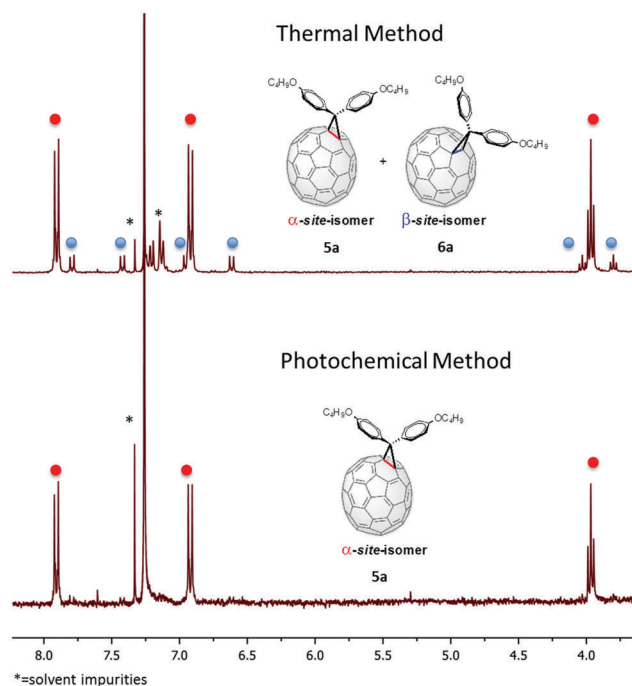 Thermal Method
C₄H₉O
OC₄H₉
C₄H₉O
OC₄H₉
+
α-site-isomer
β-site-isomer
5a
6a
*
*
Photochemical Method
C₄H₉O
OC₄H₉
*
α-site-isomer
5a
8.0 7.5 7.0 6.5 6.0 5.5 5.0 4.5 4.0
*=solvent impurities